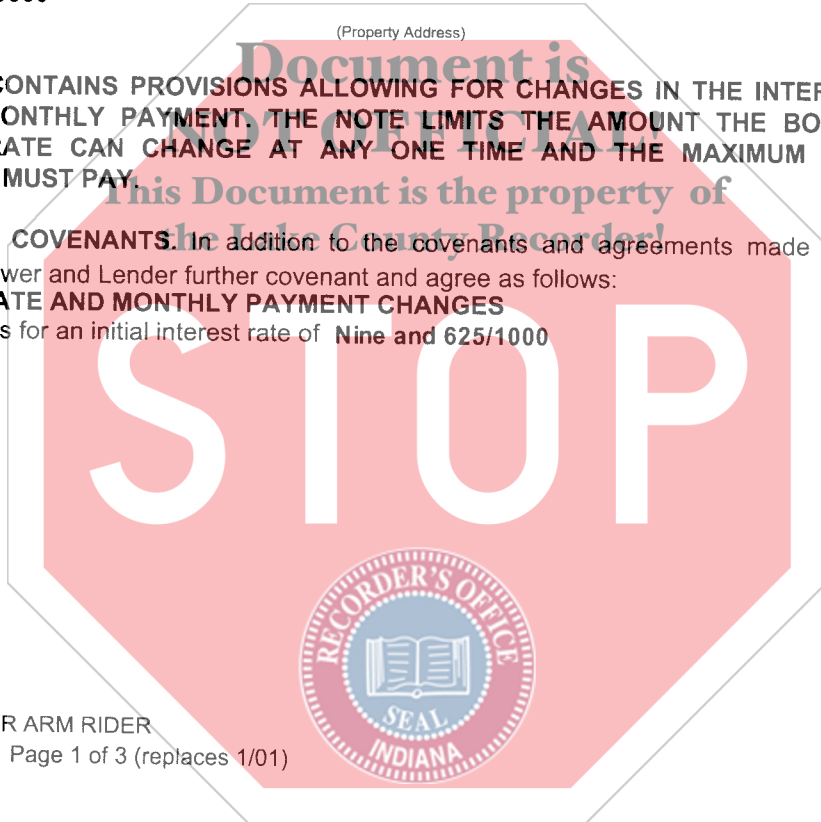 (Property Address)
Document is
CONTAINS PROVISIONS ALLOWING FOR CHANGES IN THE INTER
ONTHLY PAYMENT. THE NOTE LIMITS THE AMOUNT THE BO
NOT OFFICIAL!
ATE CAN CHANGE AT ANY ONE TIME AND THE MAXIMUM
MUST PAY.
This Document is the property of
the Lake County Recorder!
COVENANTS. In addition to the covenants and agreements made
wer and Lender further covenant and agree as follows:
ATE AND MONTHLY PAYMENT CHANGES
s for an initial interest rate of Nine and 625/1000
STOP
RECORDER'S OFFICE
SEAL
INDIANA
R ARM RIDER
Page 1 of 3 (replaces 1/01)